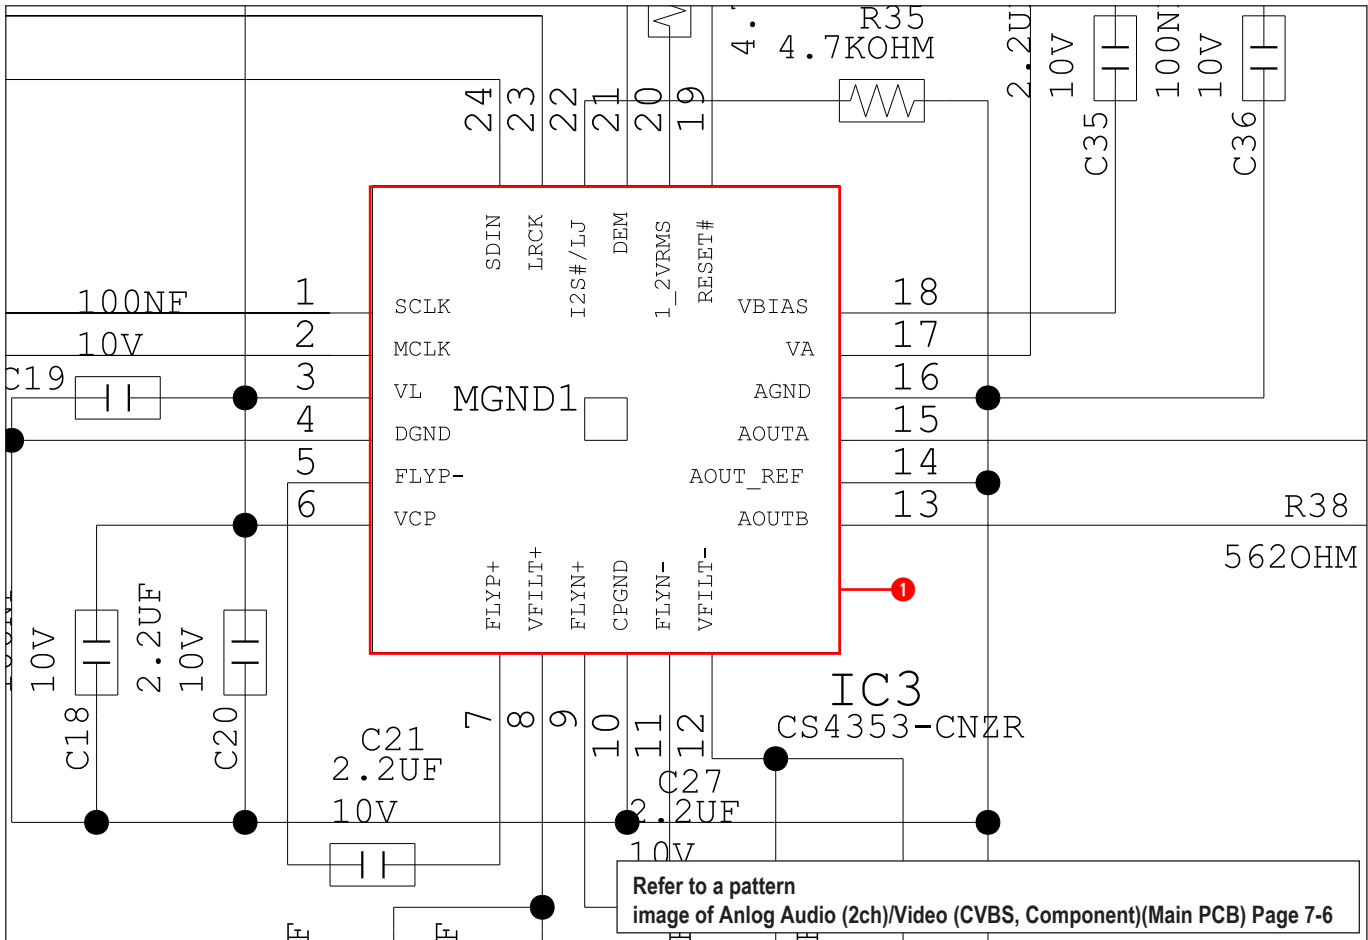 R35
4.7KOHM
10V
100N
10V
C35
C36
24
23
22
21
20
19
SDIN
LRCK
I2S#/LJ
DEM
1_2VRMS
RESET#
100NF
10V
C19
1
2
3
4
5
6
SCLK
MCLK
VL
DGND
FLYP-
VCP
MGND1
VBIAS
VA
AGND
AOUTA
AOUT_REF
AOUTB
18
17
16
15
14
13
R38
562OHM
FLYP+
VFILT+
FLYN+
CPGND
FLYN-
VFILT-
1
10V
C18
2.2UF
10V
C20
7
8
9
10
11
12
IC3
CS4353-CNZR
C21
2.2UF
10V
C27
2.2UF
10V
Refer to a pattern
image of Anlog Audio (2ch)/Video (CVBS, Component)(Main PCB) Page 7-6